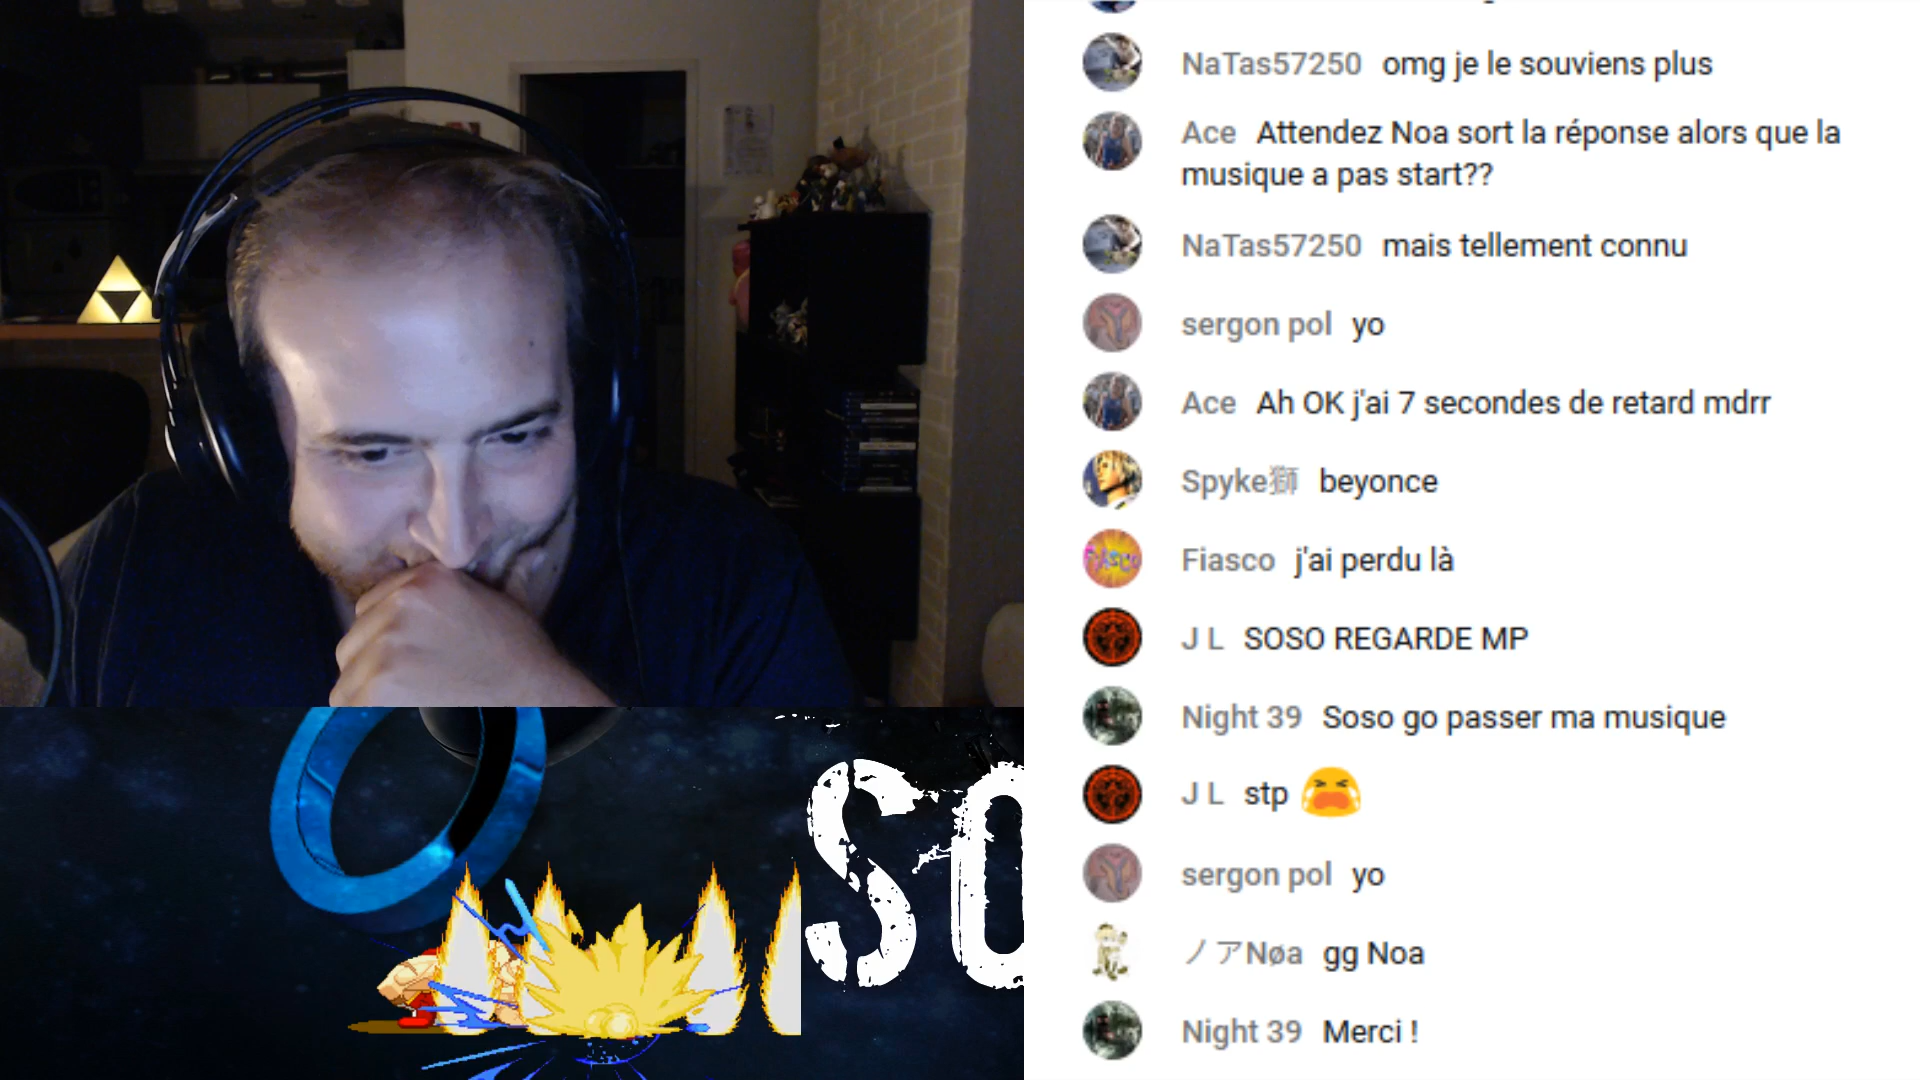 NaTas57250 omg je le souviens plus
Ace Attendez Noa sort la réponse alors que la
musique a pas start??
NaTas57250 mais tellement connu
sergon pol yo
Ace Ah OK j'ai 7 secondes de retard mdrr
Spyke獅 beyonce
Fiasco j'ai perdu là
J L SOSO REGARDE MP
Night 39 Soso go passer ma musique
J L stp
sergon pol yo
ノアNøa gg Noa
Night 39 Merci !
SO